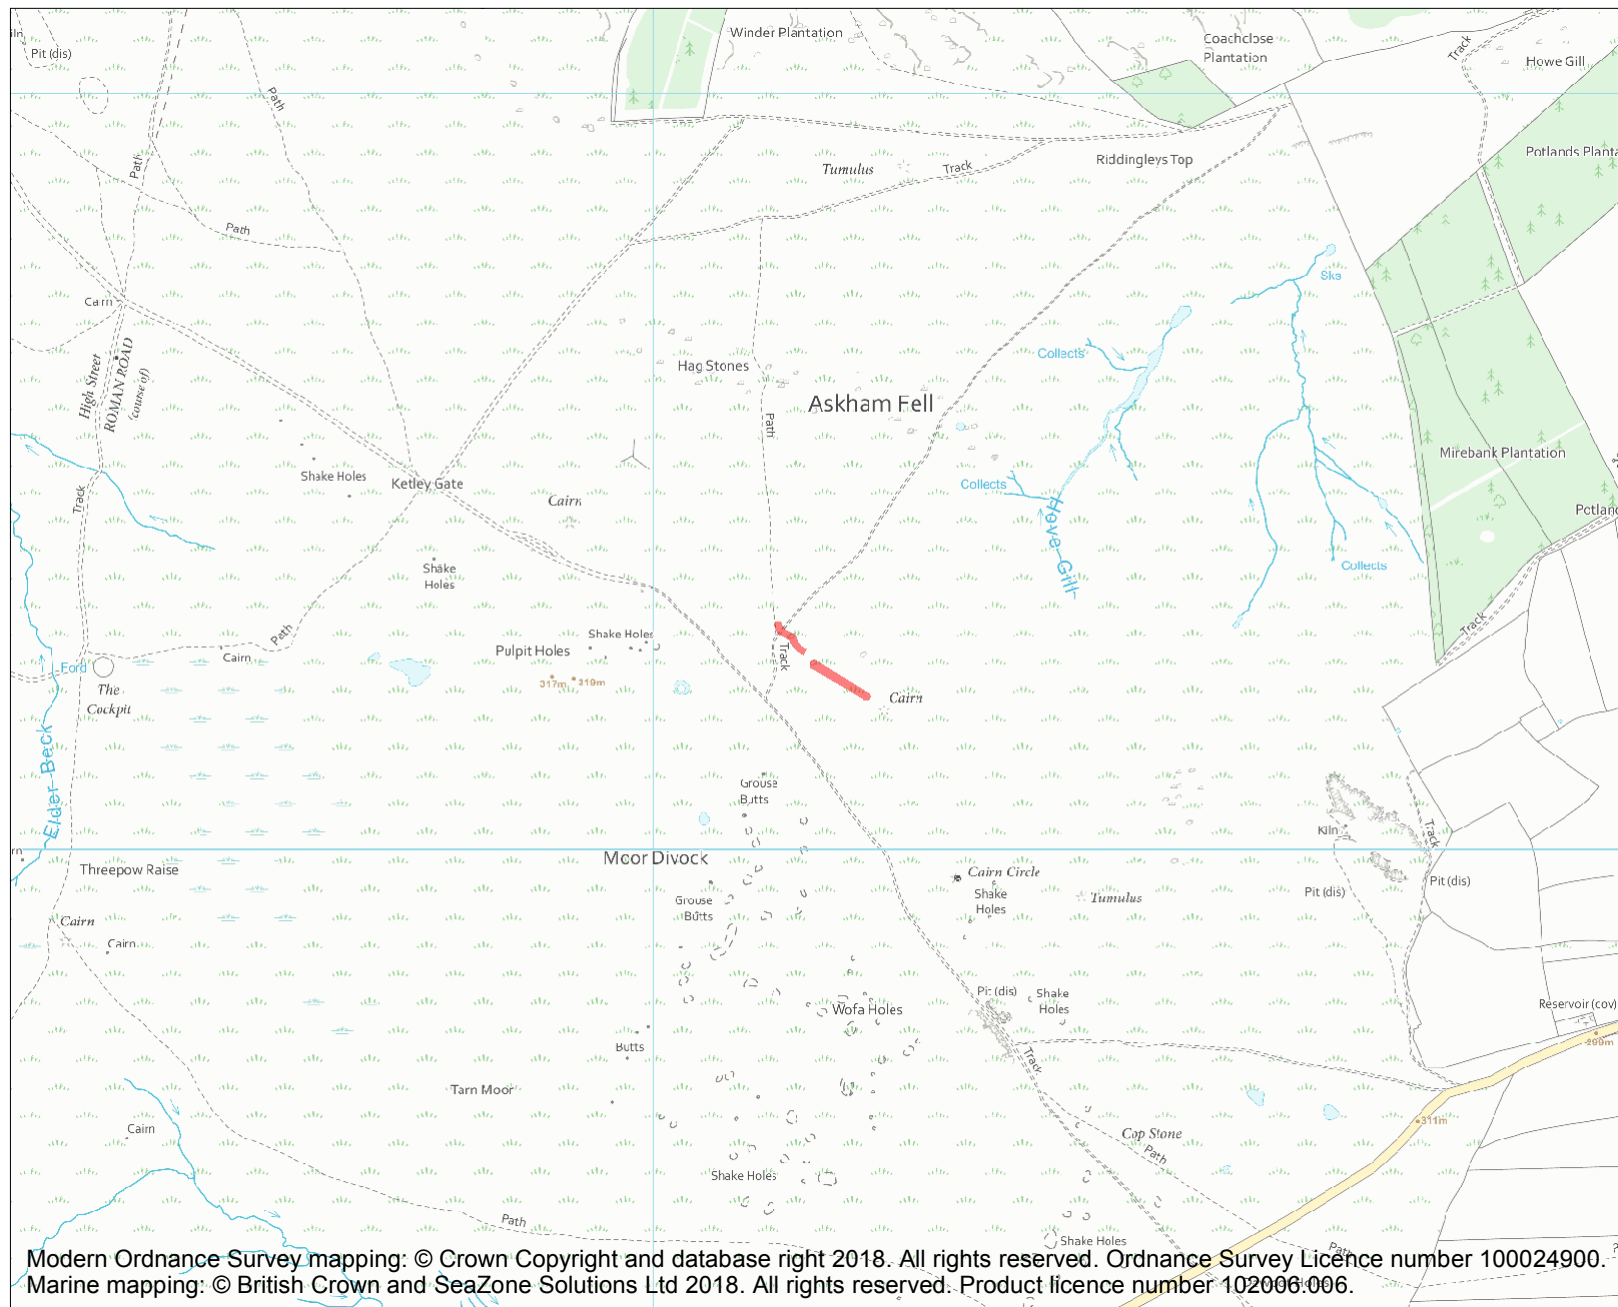 Winder Plantation
Coachclose
Plantation
Track
Howe Gill
Pit (dis)
Path
Path
Potlands Planta
Tumulus
Track
Riddingleys Top
Path
Sks
Cairn
High Street
ROMAN ROAD
(course of)
Collects
Hag Stones
Askham Fell
Path
Mirebank Plantation
Shake Holes
Ketley Gate
Collects
Cairn
Track
Howe Gill
Potlan
Shake
Holes
Collects
Path
Shake Holes
Track
Pulpit Holes
Cairn
Ford
Track
317m
319m
The
Cockpit
Cairn
Elder Beck
Grouse
Butts
Kiln
Track
Moor Divock
Threepow Raise
Cairn Circle
Shake
Holes
Tumulus
Pit (dis)
Pit (dis)
Grouse
Butts
Cairn
Cairn
Pit (dis)
Shake
Holes
Wofa Holes
Reservoir (cov)
299m
Butts
Track
Tarn Moor
311m
Cairn
Cop Stone
Path
Shake Holes
Path
Shake Holes
Path
Modern Ordnance Survey mapping: © Crown Copyright and database right 2018. All rights reserved. Ordnance Survey Licence number 100024900.
Marine mapping: © British Crown and SeaZone Solutions Ltd 2018. All rights reserved. Product licence number 102006.006.